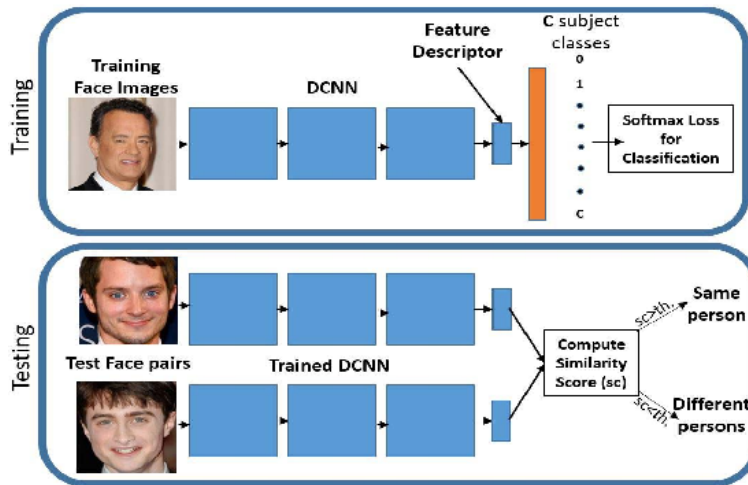 Training
Training
Face Images
DCNN
Feature
Descriptor
C subject
classes
0
1
C
Softmax Loss
for
Classification
Testing
Test Face pairs
Trained DCNN
Compute
Similarity
Score (sc)
sc>th.
Same
person
sc<th.
Different
persons